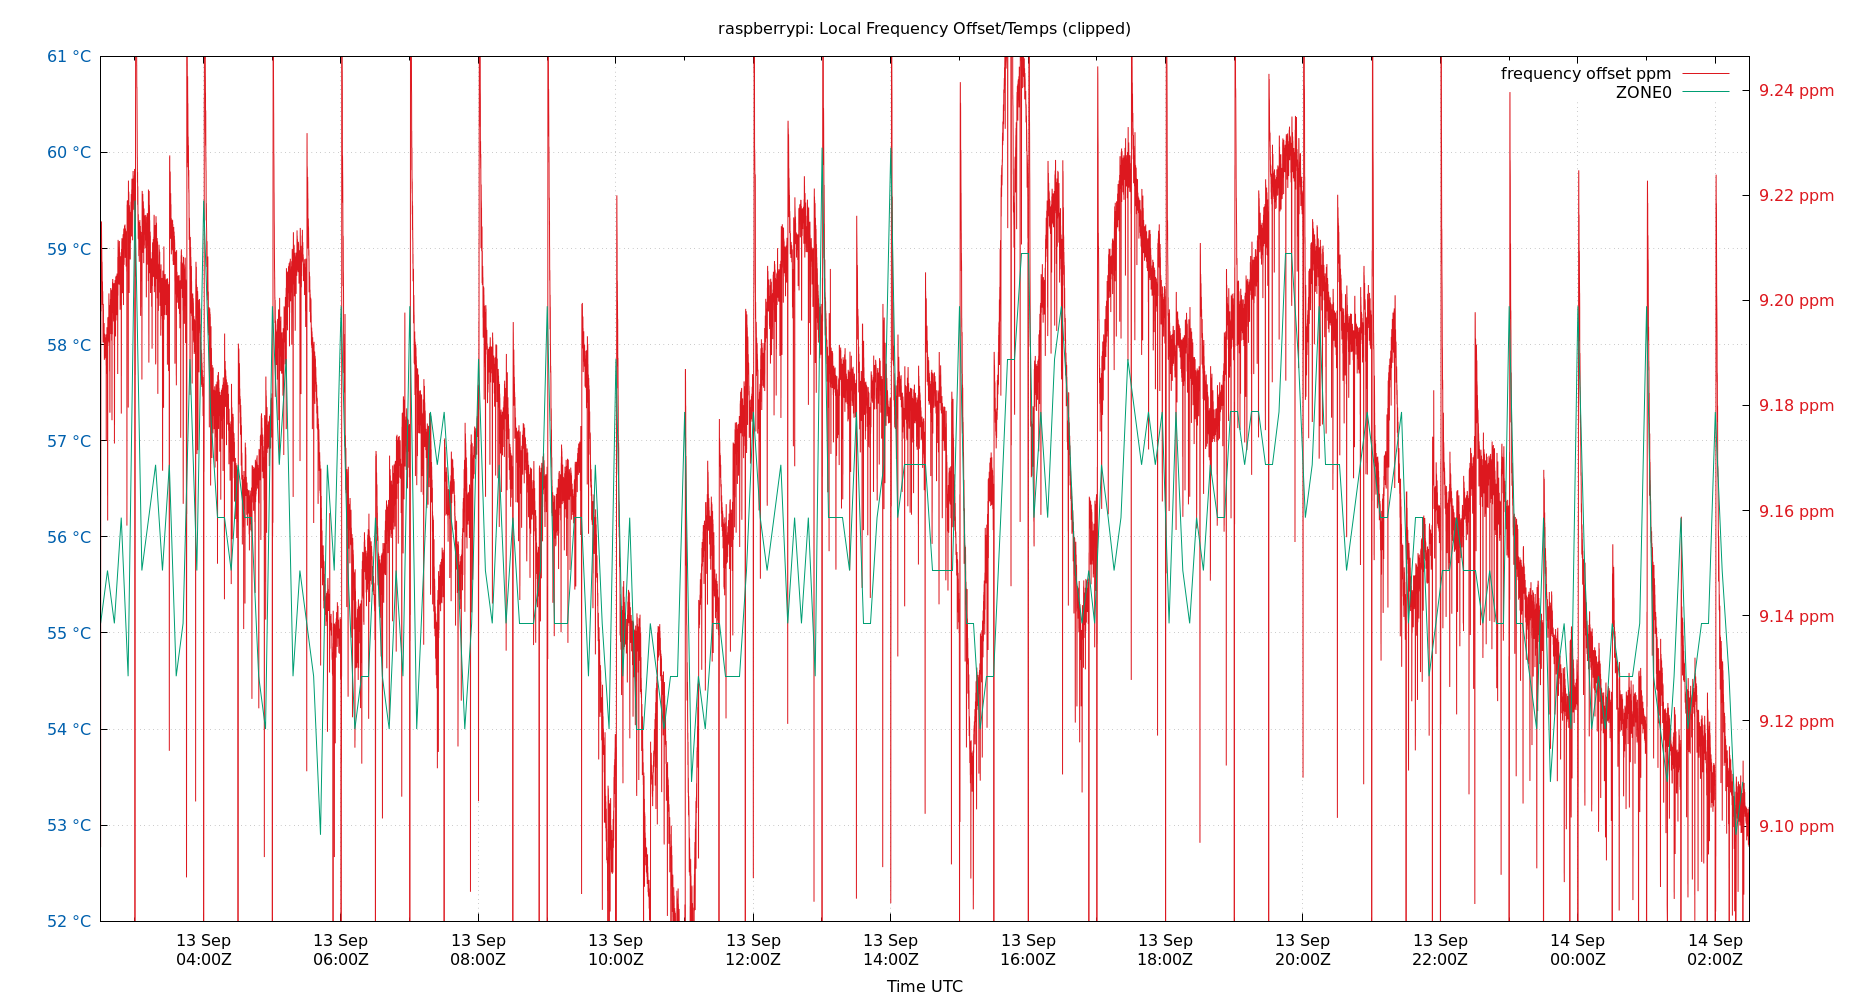 raspberrypi: Local Frequency Offset/Temps (clipped)
frequency offset ppm
ZONE0
61 °C
60 °C
59 °C
58 °C
57 °C
56 °C
55 °C
54 °C
53 °C
52 °C
9.24 ppm
9.22 ppm
9.20 ppm
9.18 ppm
9.16 ppm
9.14 ppm
9.12 ppm
9.10 ppm
13 Sep
04:00Z
13 Sep
06:00Z
13 Sep
08:00Z
13 Sep
10:00Z
13 Sep
12:00Z
13 Sep
14:00Z
13 Sep
16:00Z
13 Sep
18:00Z
13 Sep
20:00Z
13 Sep
22:00Z
14 Sep
00:00Z
14 Sep
02:00Z
Time UTC